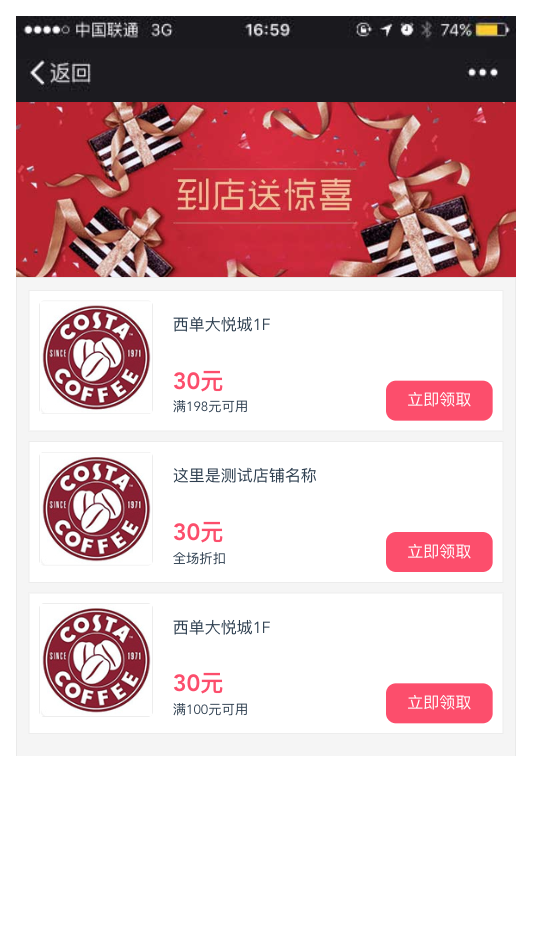 中国联通 3G 16:59 74%
返回
到店送惊喜
COSTA
SINCE 1971
COFFEE
西单大悦城1F
30元
满198元可用
立即领取
COSTA
SINCE 1971
COFFEE
这里是测试店铺名称
30元
全场折扣
立即领取
COSTA
SINCE 1971
COFFEE
西单大悦城1F
30元
满100元可用
立即领取